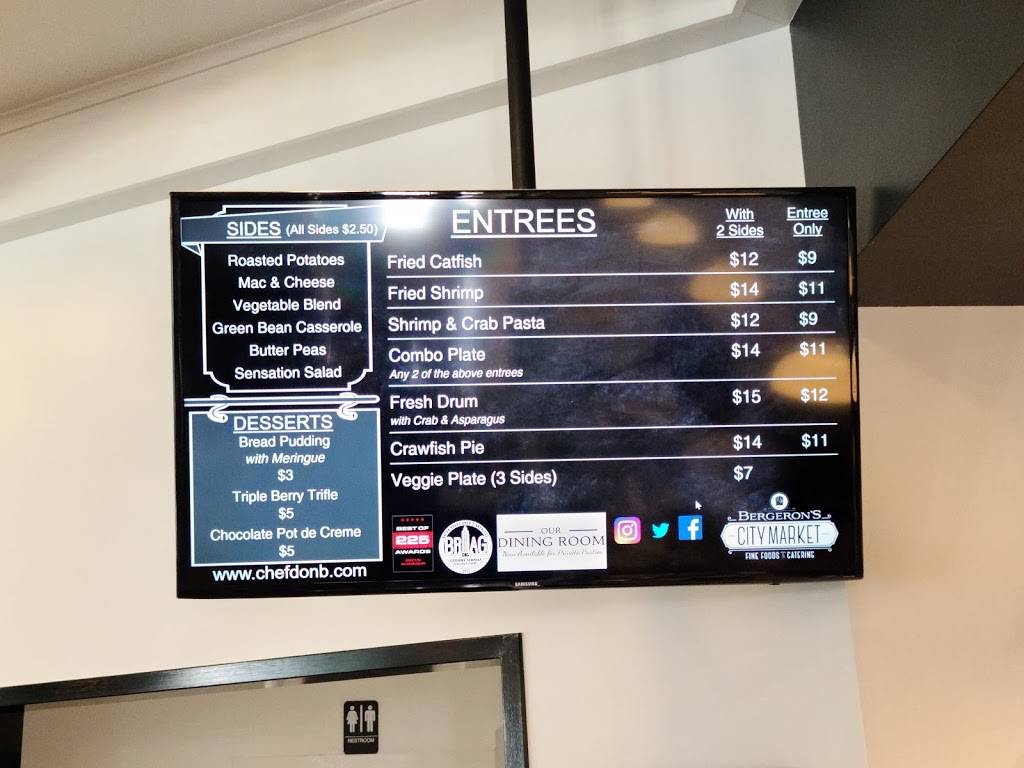 SIDES (All Sides $2.50)
Roasted Potatoes
Mac & Cheese
Vegetable Blend
Green Bean Casserole
Butter Peas
Sensation Salad
DESSERTS
Bread Pudding
with Meringue
$3
Triple Berry Trifle
$5
Chocolate Pot de Creme
$5
www.chefdonb.com
ENTREES
With
2 Sides
Entree
Only
Fried Catfish $12 $9
Fried Shrimp $14 $11
Shrimp & Crab Pasta $12 $9
Combo Plate $14 $11
Any 2 of the above entrees
Fresh Drum $15 $12
with Crab & Asparagus
Crawfish Pie $14 $11
Veggie Plate (3 Sides) $7
BEST OF
225
AWARDS
BRAG
OUR
DINING ROOM
Now Available for Private Parties
BERGERON'S
CITY MARKET
FINE FOODS & CATERING
SAMSUNG
RESTROOM